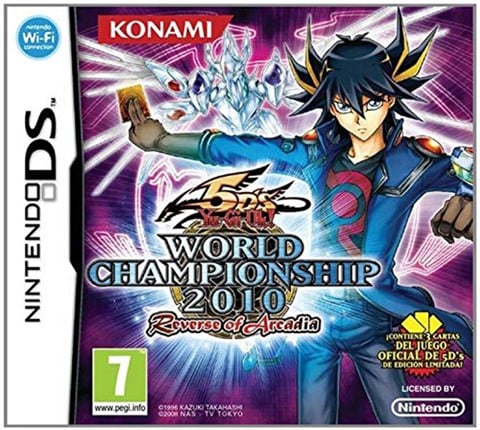 Nintendo
Wi-Fi
connection
KONAMI
NINTENDO DS™
5D's
Yu-Gi-Oh!
WORLD
CHAMPIONSHIP
2010
Reverse of Arcadia
7
www.pegi.info
©1996 KAZUKI TAKAHASHI
©2008 NAS - TV TOKYO
¡CONTIENE 3 CARTAS
DEL JUEGO
OFICIAL DE 5D's
DE EDICIÓN LIMITADA!
LICENSED BY
Nintendo